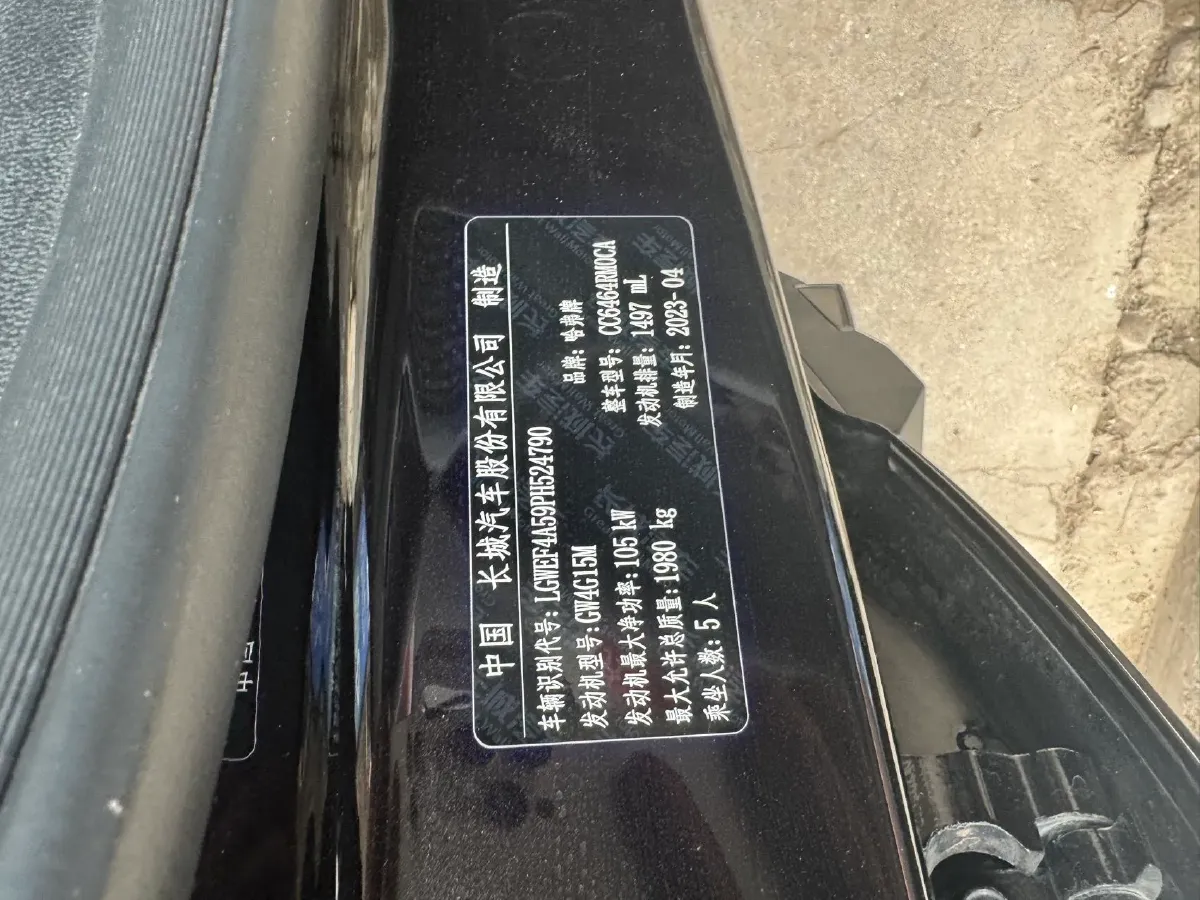 中国 长城汽车股份有限公司 制造
车辆识别代号: LGWEF4A59PH524790
发动机型号: GW4G15M 品牌: 哈弗牌
发动机最大净功率: 105 kW 整车型号: CC6464RM0CA
最大允许总质量: 1980 kg 发动机排量: 1497 mL
乘坐人数: 5 人 制造年月: 2023-04
中国